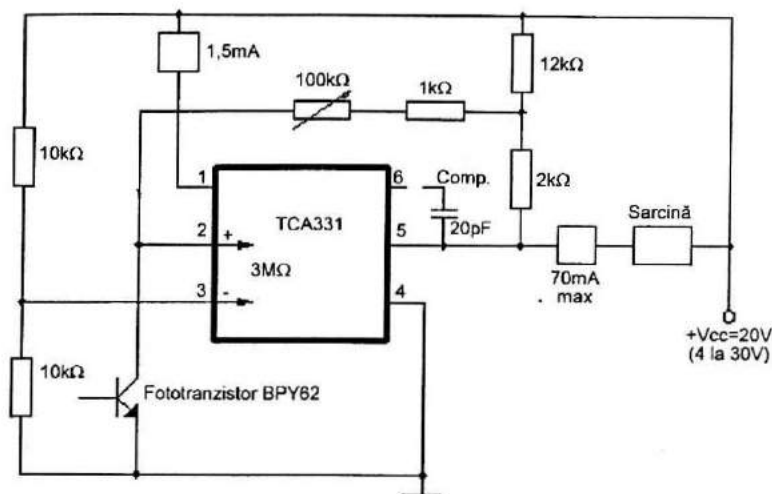 1,5mA
12kΩ
100kΩ
1kΩ
10kΩ
2kΩ
1
6
Comp.
TCA331
20pF
Sarcină
2
+
5
3MΩ
3
-
4
70mA
max
+Vcc=20V
(4 la 30V)
10kΩ
Fototranzistor BPY62